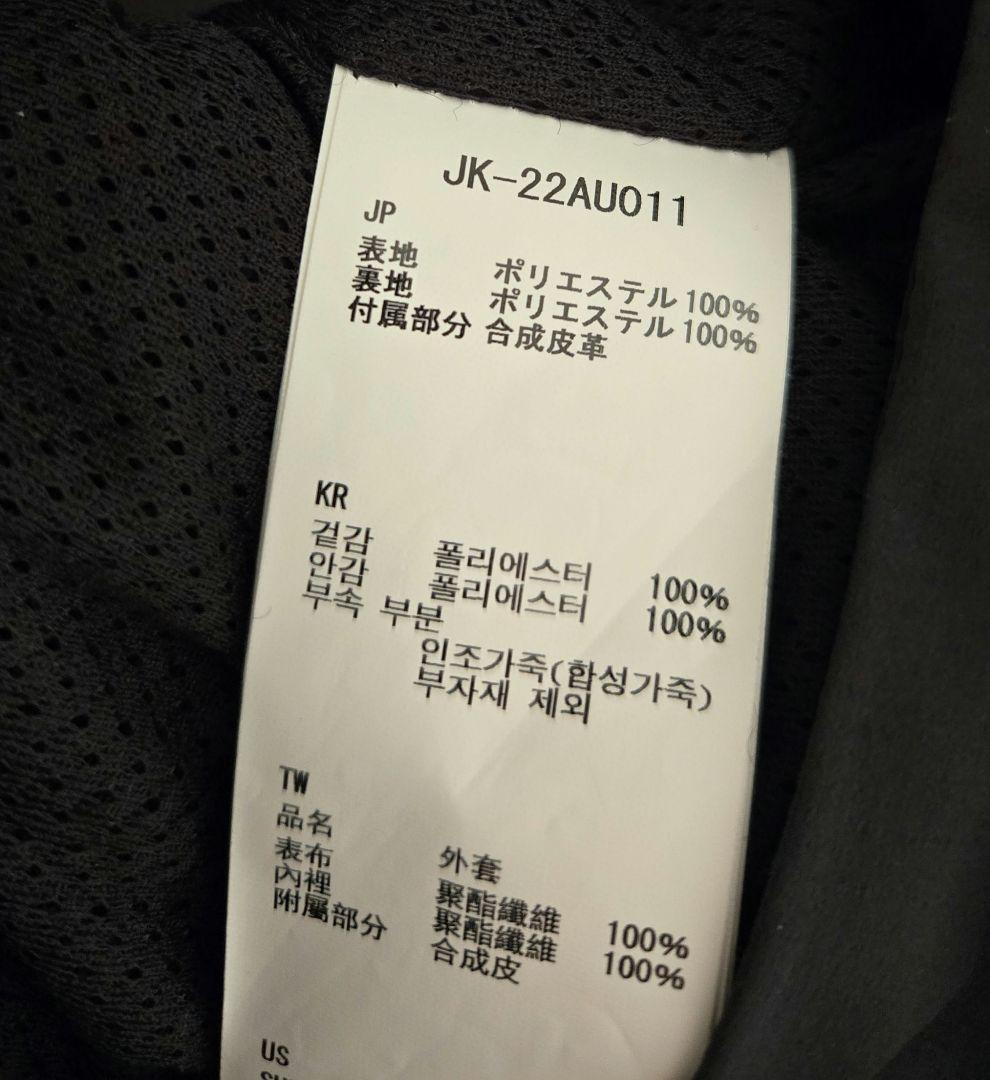 JK-22AU011
JP
表地 ポリエステル 100%
裏地 ポリエステル 100%
付属部分 合成皮革
KR
겉감 폴리에스터 100%
안감 폴리에스터 100%
부속 부분
인조가죽(합성가죽)
부자재 제외
TW
品名 外套
表布 聚酯纖維 100%
內裡 聚酯纖維 100%
附屬部分 合成皮
US